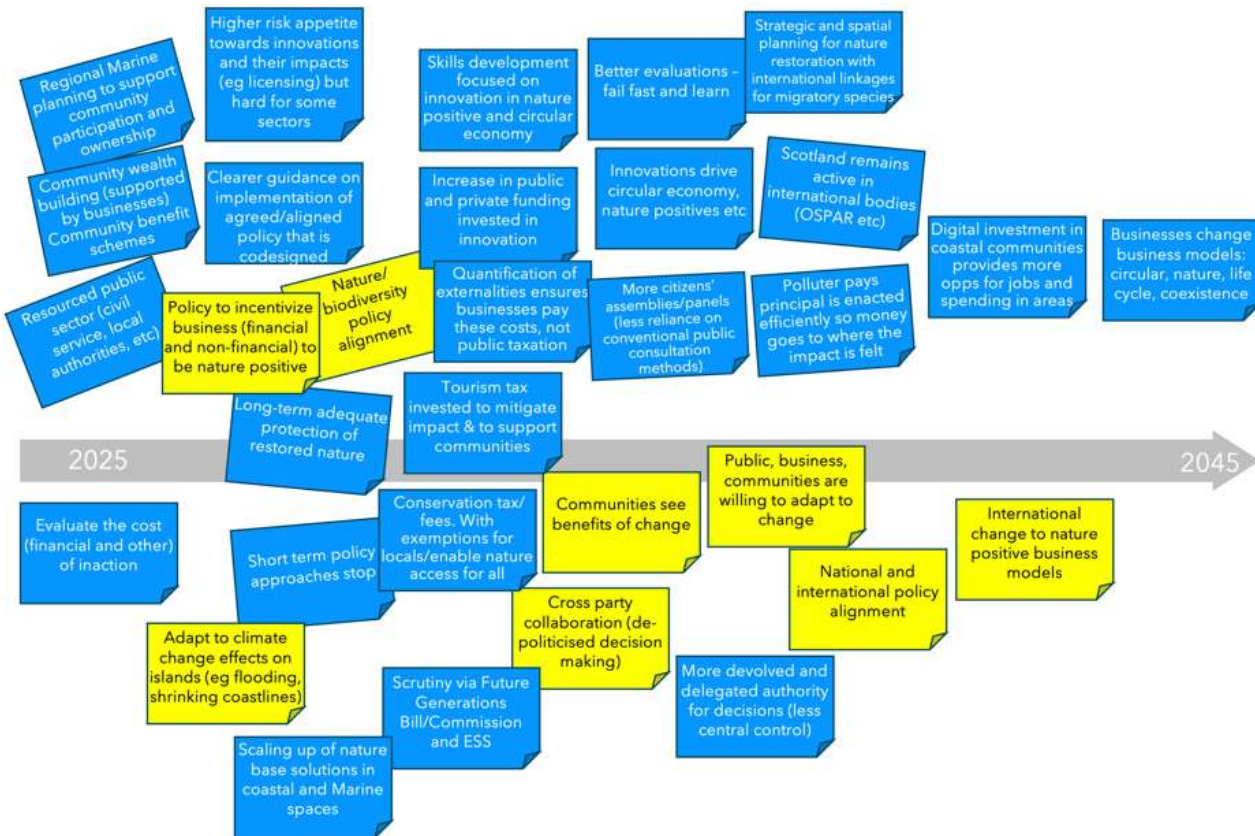 Regional Marine
planning to support
community
participation and
ownership
Higher risk appetite
towards innovations
and their impacts
(eg licensing) but
hard for some
sectors
Skills development
focused on
innovation in nature
positive and circular
economy
Better evaluations –
fail fast and learn
Strategic and spatial
planning for nature
restoration with
international linkages
for migratory species
Community wealth
building (supported
by businesses)
Community benefit
schemes
Clearer guidance on
implementation of
agreed/aligned
policy that is
codesigned
Increase in public
and private funding
invested in
innovation
Innovations drive
circular economy,
nature positives etc
Scotland remains
active in
international bodies
(OSPAR etc)
Digital investment in
coastal communities
provides more
opps for jobs and
spending in areas
Businesses change
business models:
circular, nature, life
cycle, coexistence
Resourced public
sector (civil
service, local
authorities, etc)
Policy to incentivize
business (financial
and non-financial) to
be nature positive
Nature/
biodiversity
policy
alignment
Quantification of
externalities ensures
businesses pay
these costs, not
public taxation
More citizens'
assemblies/panels
(less reliance on
conventional public
consultation
methods)
Polluter pays
principal is enacted
efficiently so money
goes to where the
impact is felt
Long-term adequate
protection of
restored nature
Tourism tax
invested to mitigate
impact & to support
communities
2025
2045
Evaluate the cost
(financial and other)
of inaction
Short term policy
approaches stop
Conservation tax/
fees. With
exemptions for
locals/enable nature
access for all
Communities see
benefits of change
Public, business,
communities are
willing to adapt to
change
National and
international policy
alignment
International
change to nature
positive business
models
Adapt to climate
change effects on
islands (eg flooding,
shrinking coastlines)
Cross party
collaboration (de-
politicised decision
making)
Scrutiny via Future
Generations
Bill/Commission
and ESS
More devolved and
delegated authority
for decisions (less
central control)
Scaling up of nature
base solutions in
coastal and Marine
spaces